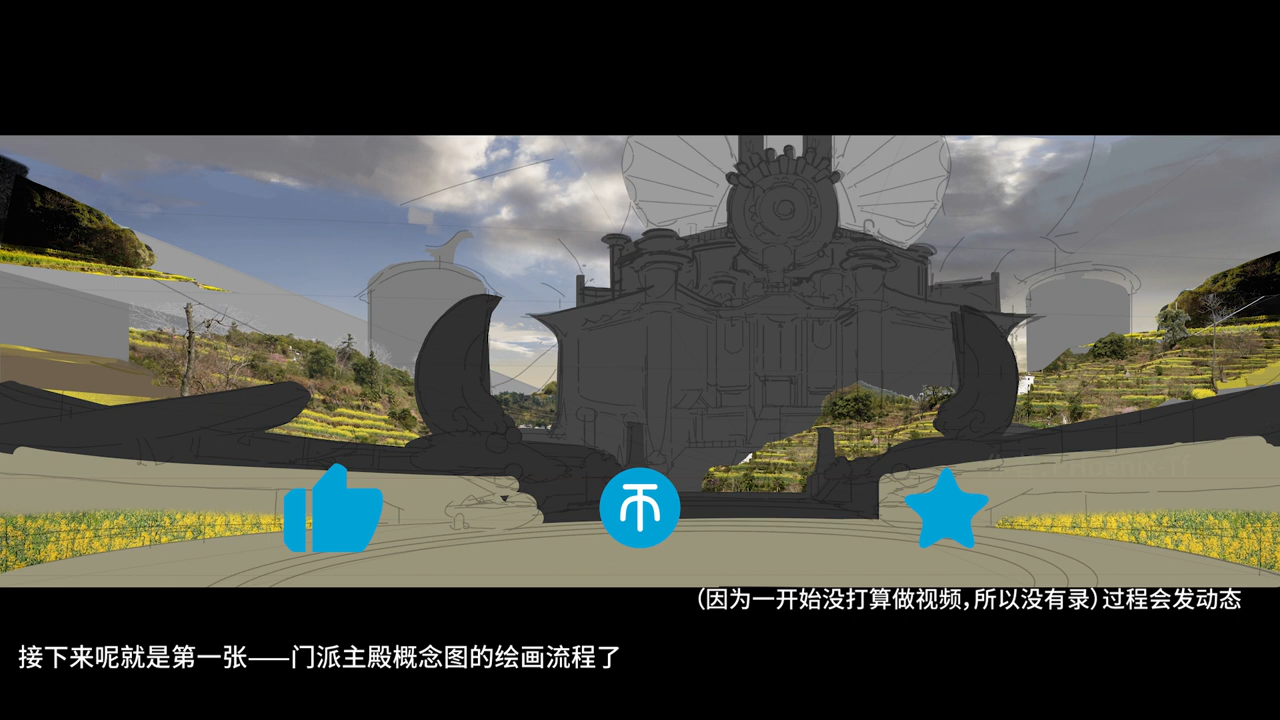 （因为一开始没打算做视频，所以没有录）过程会发动态
接下来呢就是第一张——门派主殿概念图的绘画流程了